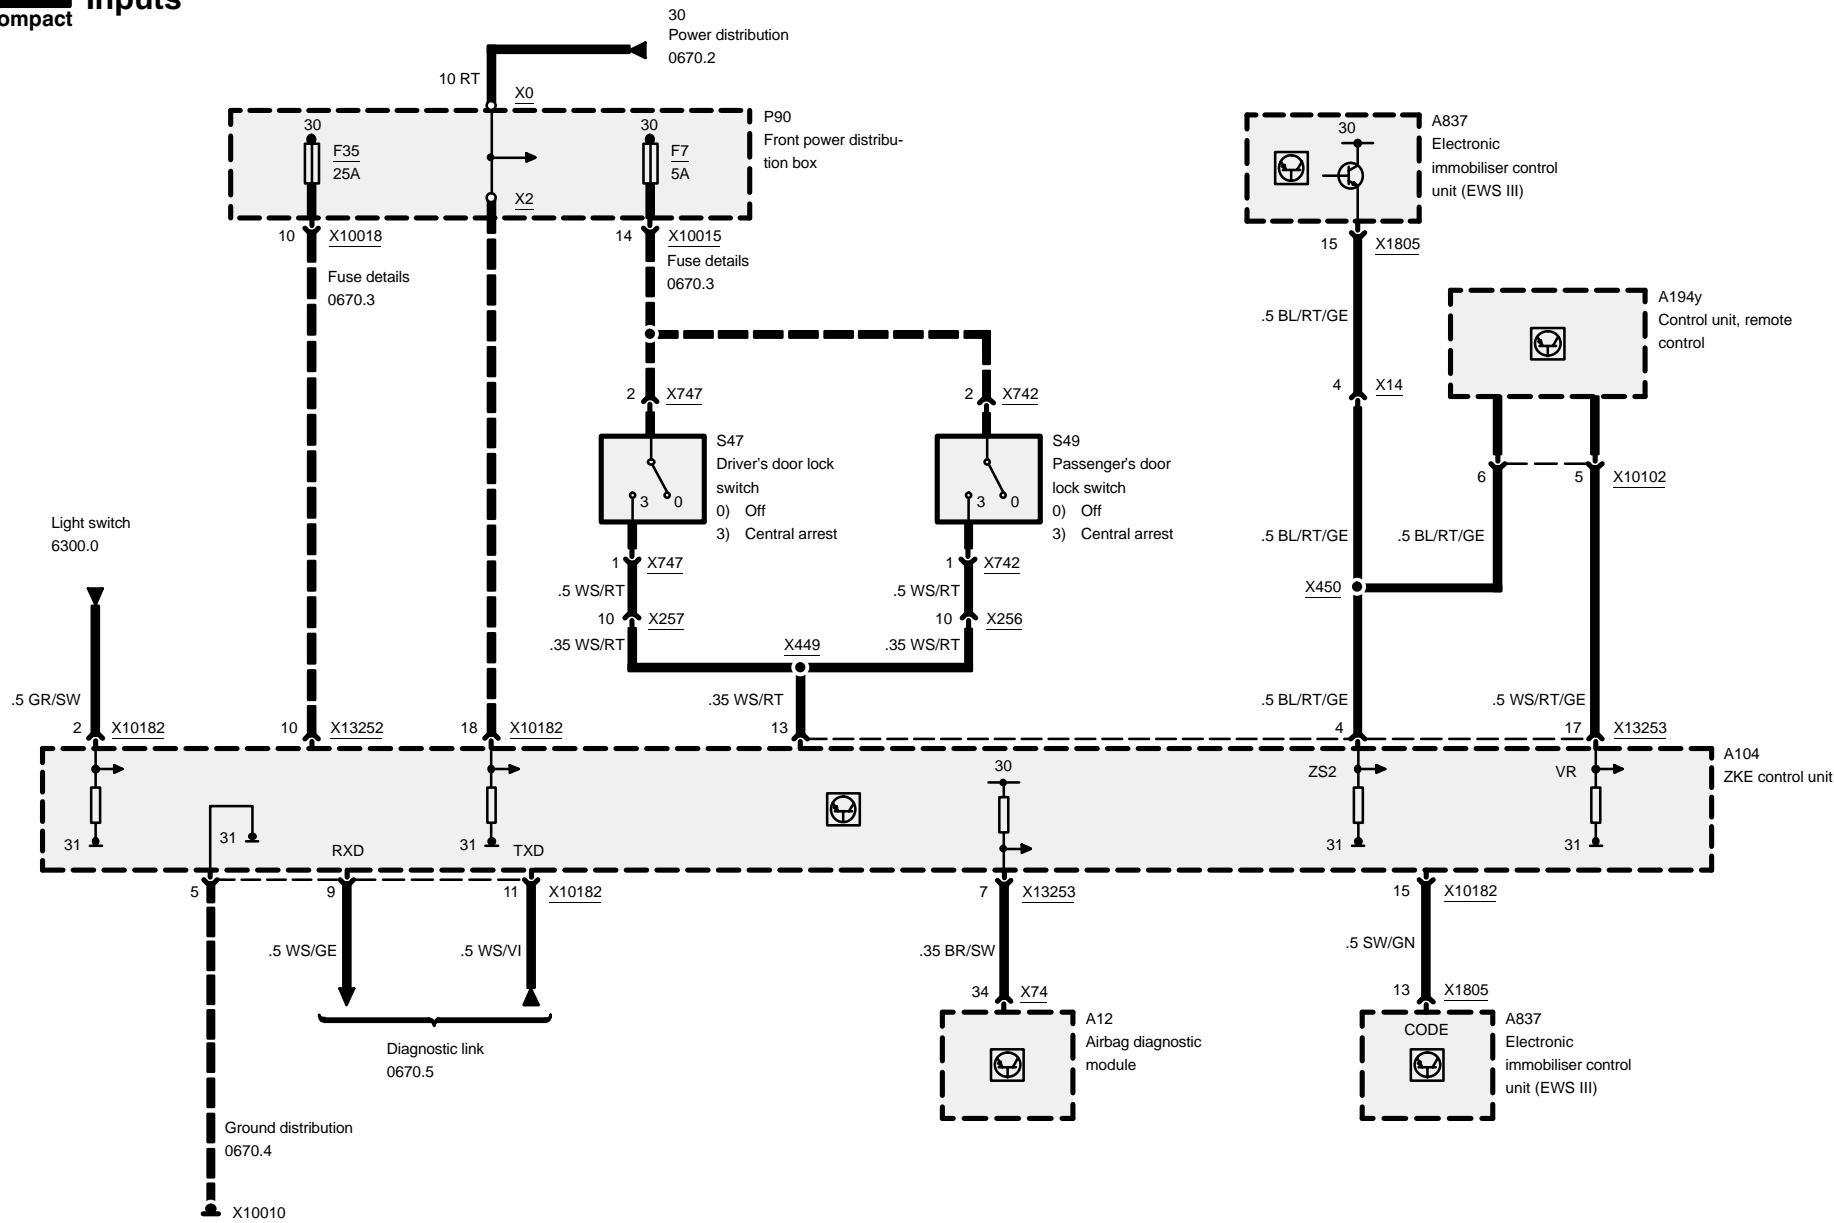 Inputs
ompact
30
Power distribution
0670.2
10 RT
X0
P90
Front power distribu-
tion box
30
F35
25A
30
F7
5A
X2
10 X10018
Fuse details
0670.3
14 X10015
Fuse details
0670.3
A837
Electronic
immobiliser control
unit (EWS III)
30
15 X1805
.5 BL/RT/GE
A194y
Control unit, remote
control
4 X14
6 5 X10102
2 X747
2 X742
S47
Driver's door lock
switch
0) Off
3) Central arrest
3 0
S49
Passenger's door
lock switch
0) Off
3) Central arrest
3 0
Light switch
6300.0
1 X747
1 X742
.5 WS/RT
.5 WS/RT
.5 BL/RT/GE
.5 BL/RT/GE
X450
10 X257
10 X256
.35 WS/RT
X449
.35 WS/RT
.5 GR/SW
.35 WS/RT
.5 BL/RT/GE
.5 WS/RT/GE
2 X10182
10 X13252
18 X10182
13
4
17 X13253
A104
ZKE control unit
30
ZS2
VR
31
31
31
31
31
RXD
TXD
5
9
11 X10182
7 X13253
15 X10182
.5 WS/GE
.5 WS/VI
.35 BR/SW
.5 SW/GN
34 X74
13 X1805
A12
Airbag diagnostic
module
CODE
A837
Electronic
immobiliser control
unit (EWS III)
Diagnostic link
0670.5
Ground distribution
0670.4
X10010